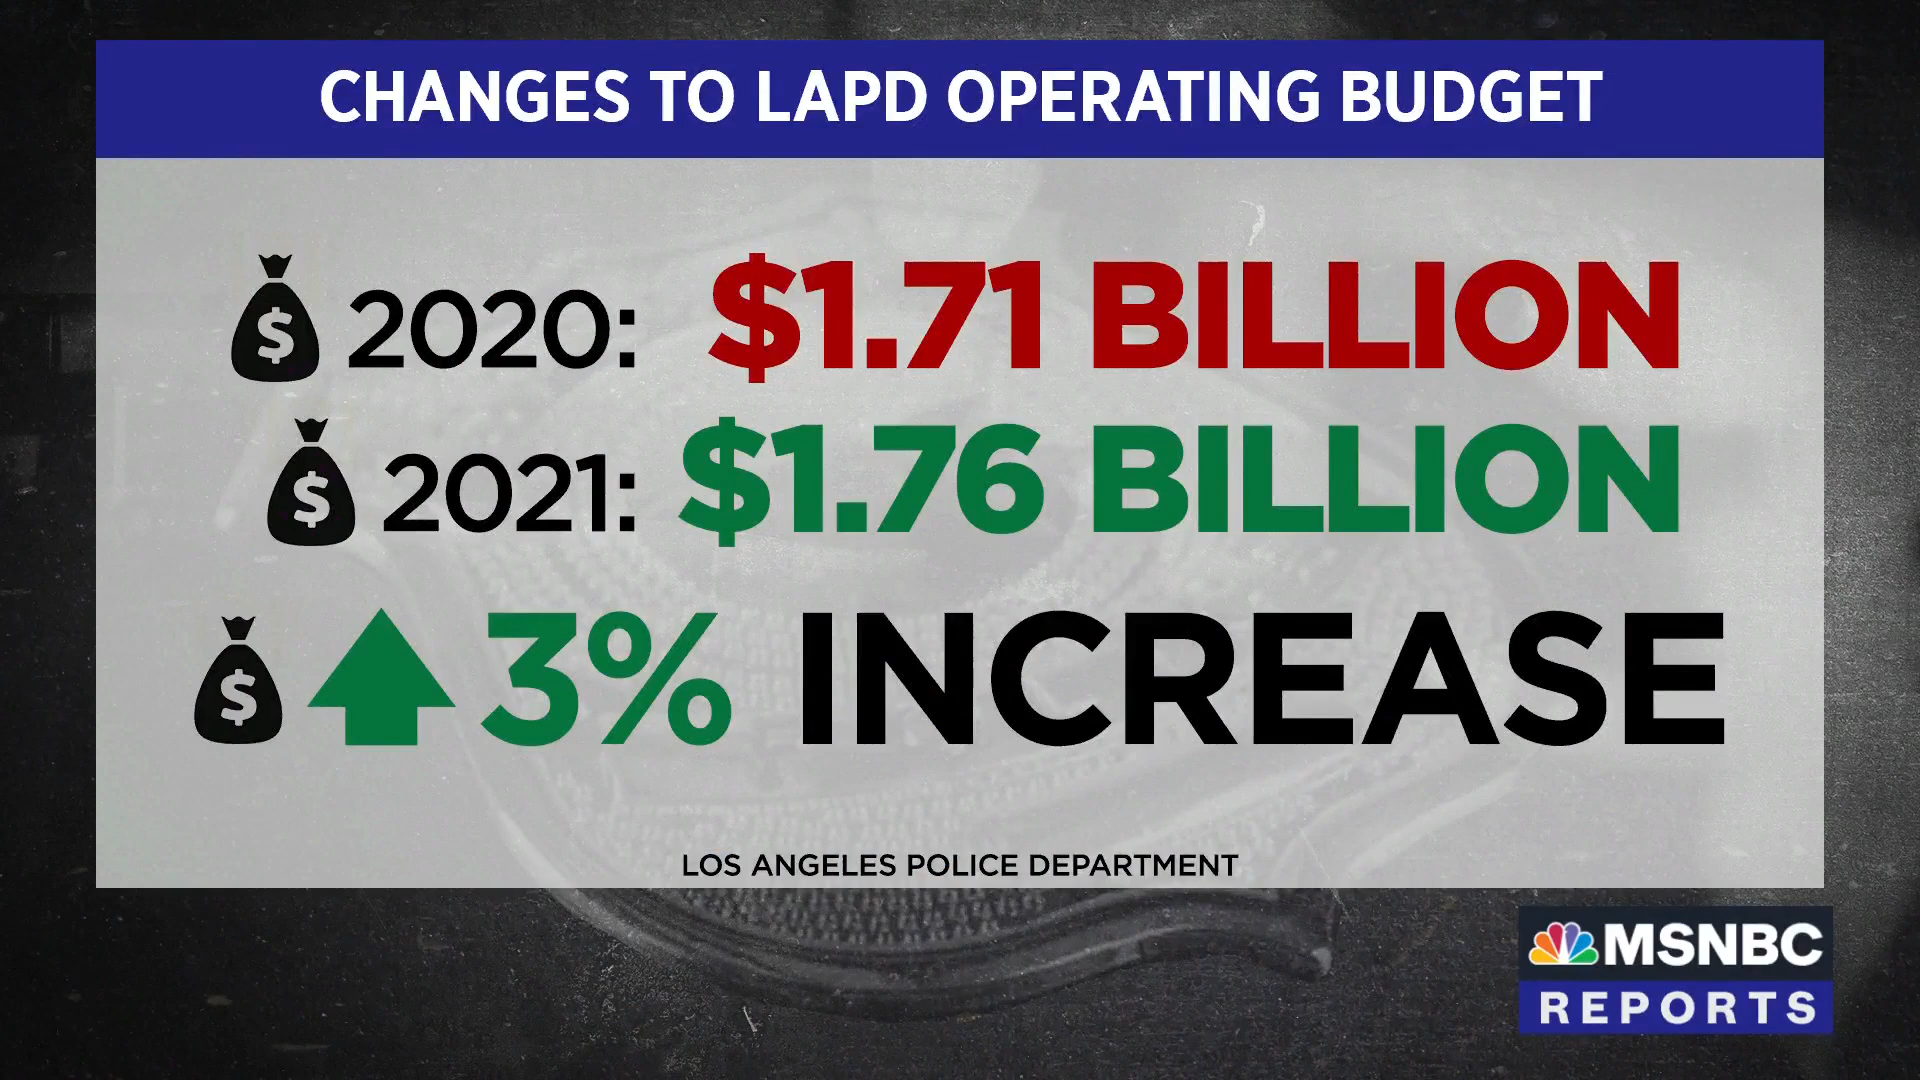 CHANGES TO LAPD OPERATING BUDGET
$ 2020: $1.71 BILLION
$ 2021: $1.76 BILLION
$ 3% INCREASE
LOS ANGELES POLICE DEPARTMENT
MSNBC
REPORTS